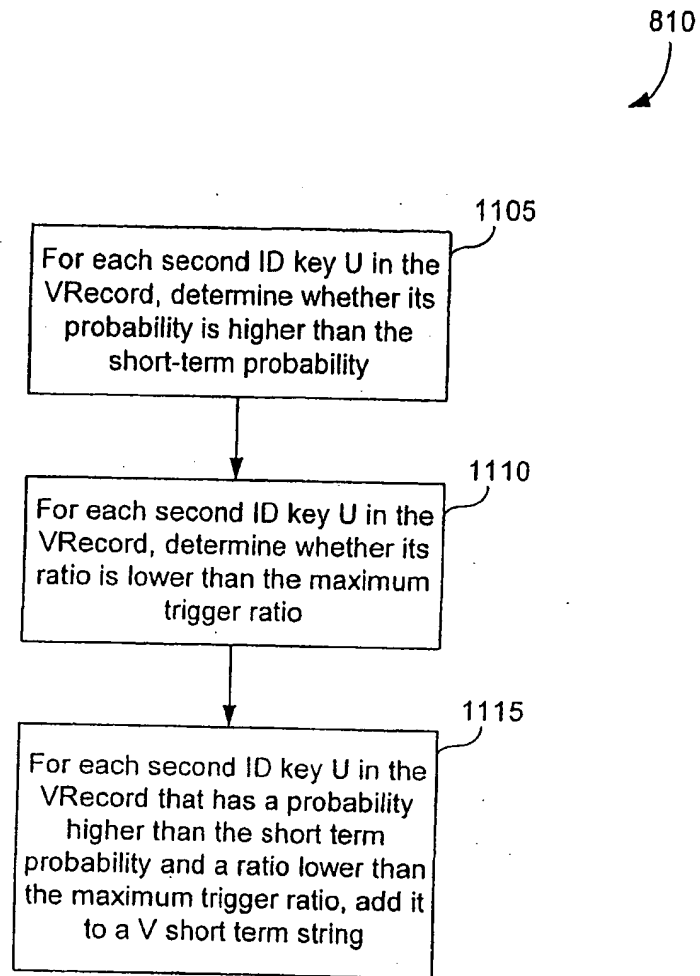 810
1105
For each second ID key U in the
VRecord, determine whether its
probability is higher than the
short-term probability
1110
For each second ID key U in the
VRecord, determine whether its
ratio is lower than the maximum
trigger ratio
1115
For each second ID key U in the
VRecord that has a probability
higher than the short term
probability and a ratio lower than
the maximum trigger ratio, add it
to a V short term string